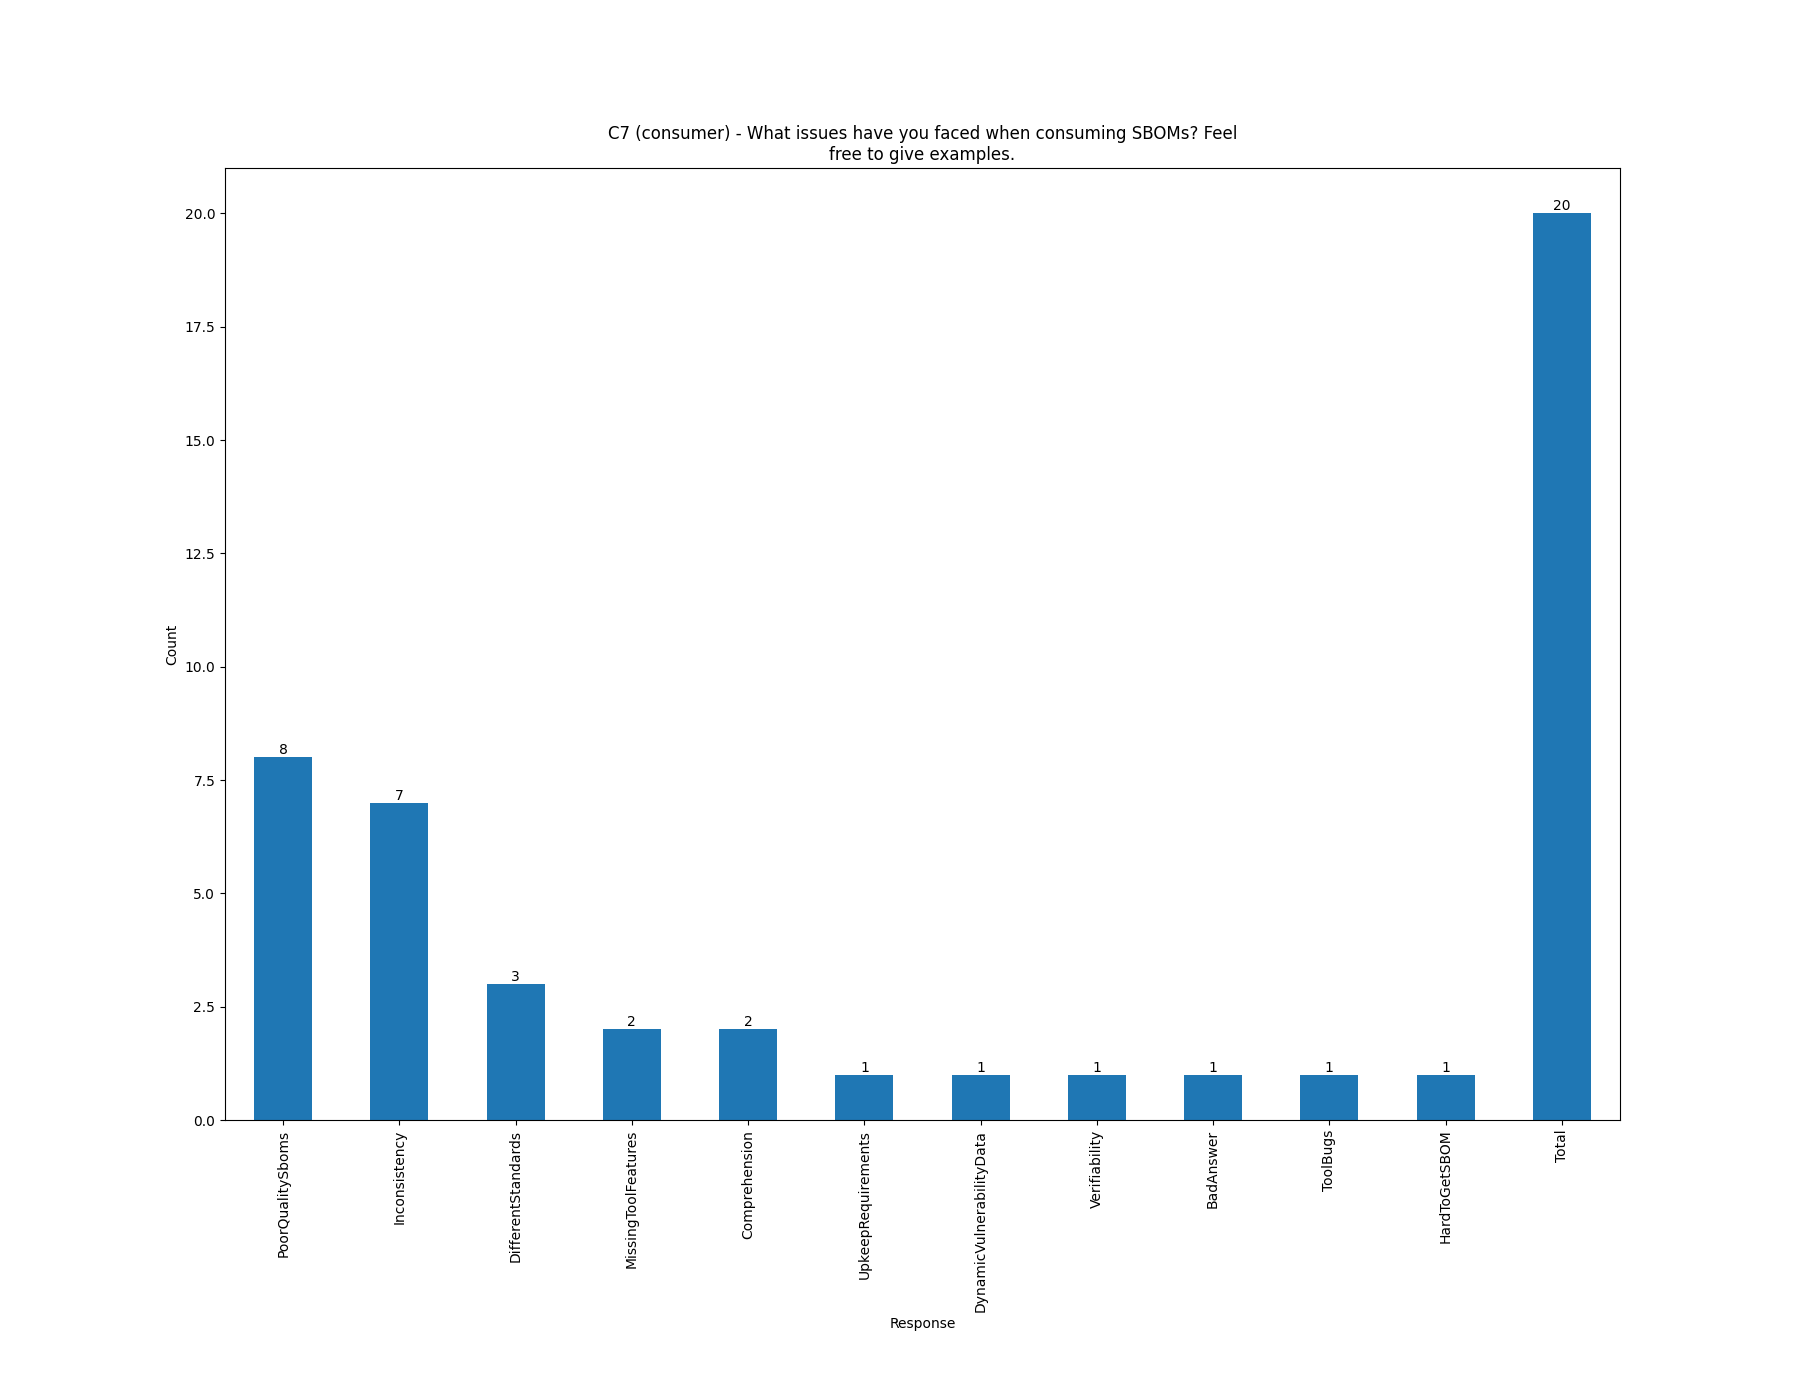 C7 (consumer) - What issues have you faced when consuming SBOMs? Feel
free to give examples.
Count
20.0
17.5
15.0
12.5
10.0
7.5
5.0
2.5
0.0
8
7
3
2
2
1
1
1
1
1
1
20
PoorQualitySboms
Inconsistency
DifferentStandards
MissingToolFeatures
Comprehension
UpkeepRequirements
DynamicVulnerabilityData
Verifiability
BadAnswer
ToolBugs
HardToGetSBOM
Total
Response